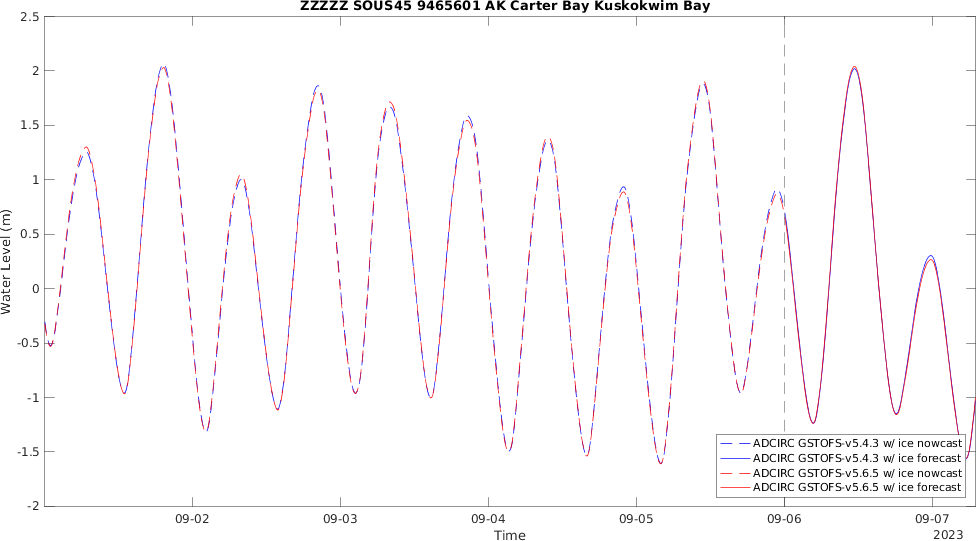 ZZZZZ SOUS45 9465601 AK Carter Bay Kuskokwim Bay
2.5
2
1.5
1
0.5
0
-0.5
-1
-1.5
-2
Water Level (m)
ADCIRC GSTOFS-v5.4.3 w/ ice nowcast
ADCIRC GSTOFS-v5.4.3 w/ ice forecast
ADCIRC GSTOFS-v5.6.5 w/ ice nowcast
ADCIRC GSTOFS-v5.6.5 w/ ice forecast
09-02 09-03 09-04 09-05 09-06 09-07
Time
2023